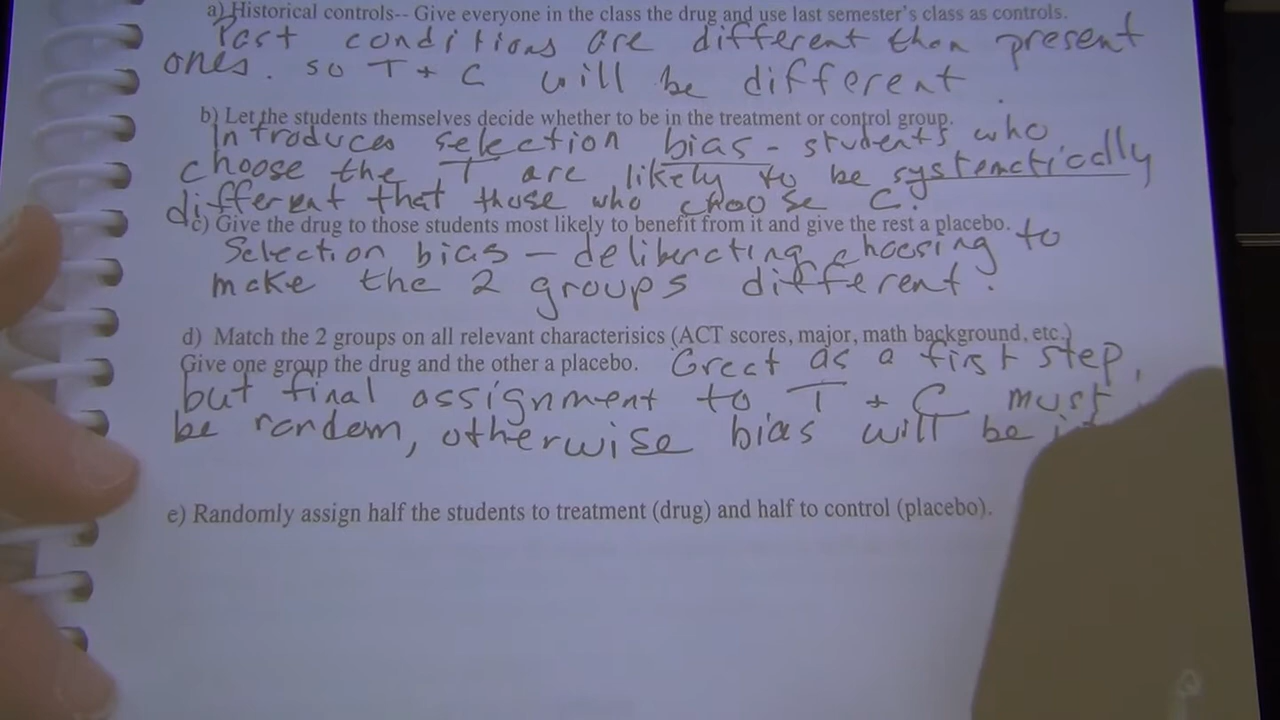 a) Historical controls-- Give everyone in the class the drug and use last semester's class as controls.
Past conditions are different than present
ones. so T + C will be different.
b) Let the students themselves decide whether to be in the treatment or control group.
Introduces selection bias - students who
choose the T are likely to be systematically
different that those who choose C.
c) Give the drug to those students most likely to benefit from it and give the rest a placebo.
Selection bias - deliberating choosing to
make the 2 groups different.
d) Match the 2 groups on all relevant characterisics (ACT scores, major, math background, etc.)
Give one group the drug and the other a placebo. Great as a first step,
but final assignment to T + C must
be random, otherwise bias will be
e) Randomly assign half the students to treatment (drug) and half to control (placebo).